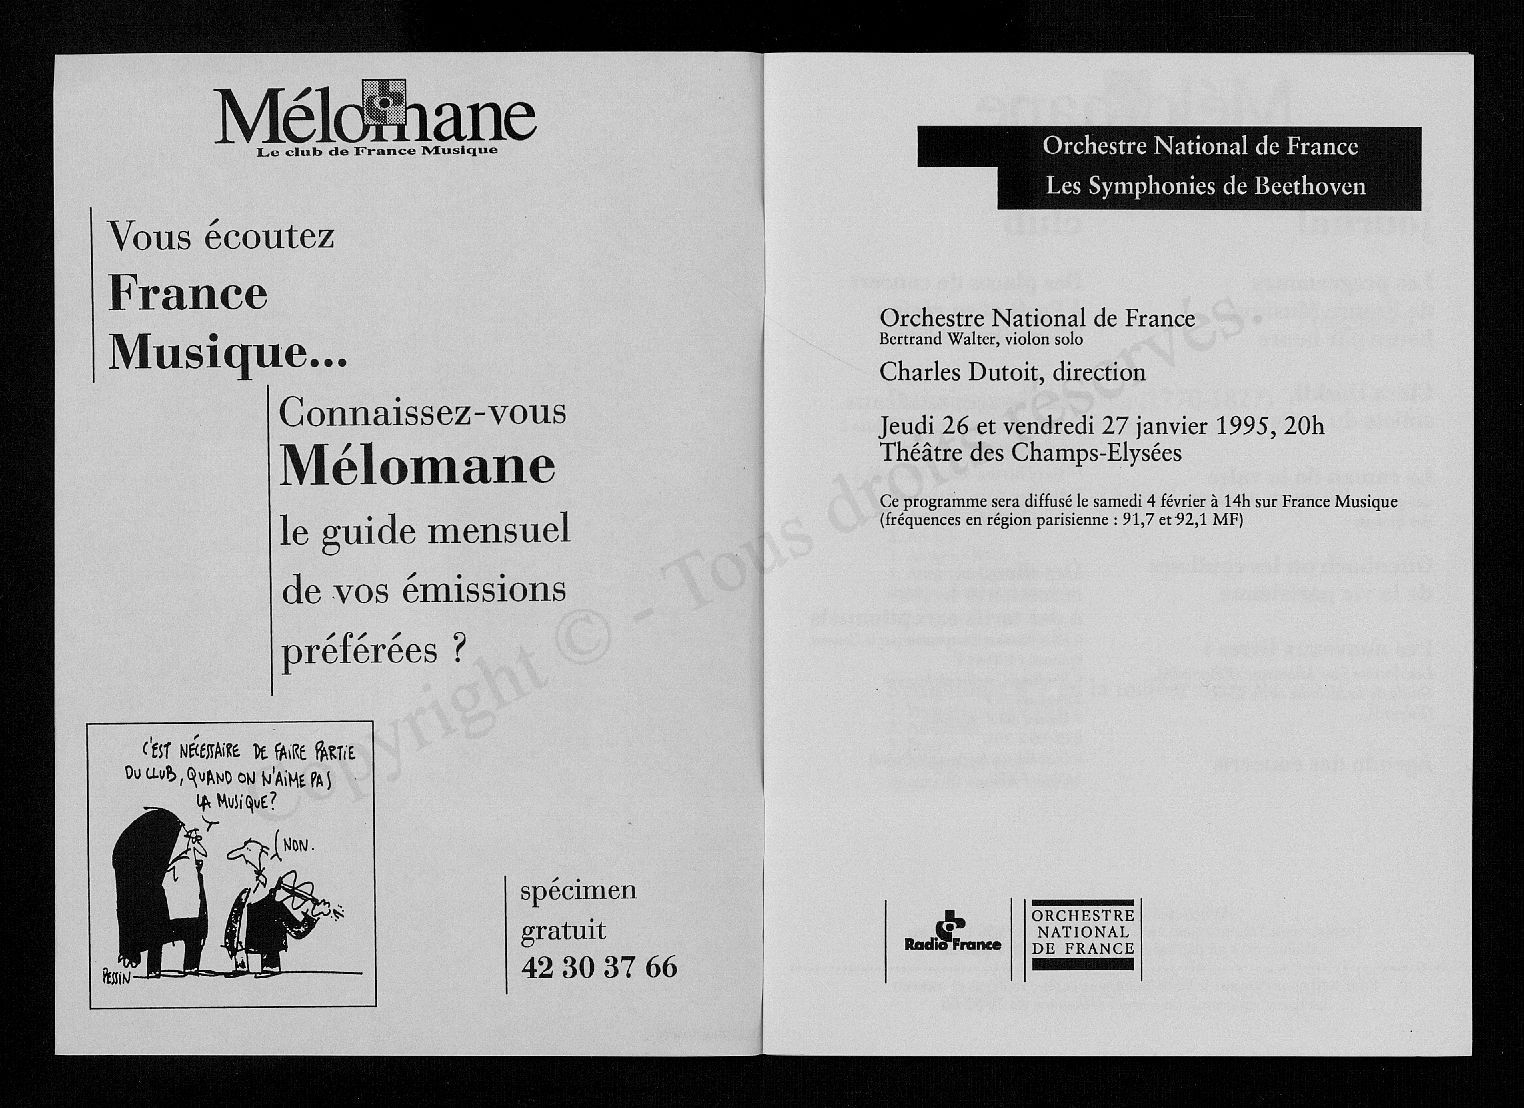 Mélomane
Le club de France Musique
Vous écoutez
France
Musique...
Connaissez-vous
Mélomane
le guide mensuel
de vos émissions
préférées ?
C'EST NÉCESSAIRE DE FAIRE PARTIE
DU CLUB, QUAND ON N'AIME PAS
LA MUSIQUE?
NON.
PESSIN
spécimen
gratuit
42 30 37 66
Orchestre National de France
Les Symphonies de Beethoven
Orchestre National de France
Bertrand Walter, violon solo
Charles Dutoit, direction
Jeudi 26 et vendredi 27 janvier 1995, 20h
Théâtre des Champs-Elysées
Ce programme sera diffusé le samedi 4 février à 14h sur France Musique
(fréquences en région parisienne : 91,7 et 92,1 MF)
Radio France
ORCHESTRE
NATIONAL
DE FRANCE
Copyright © - Tous droits réservés.